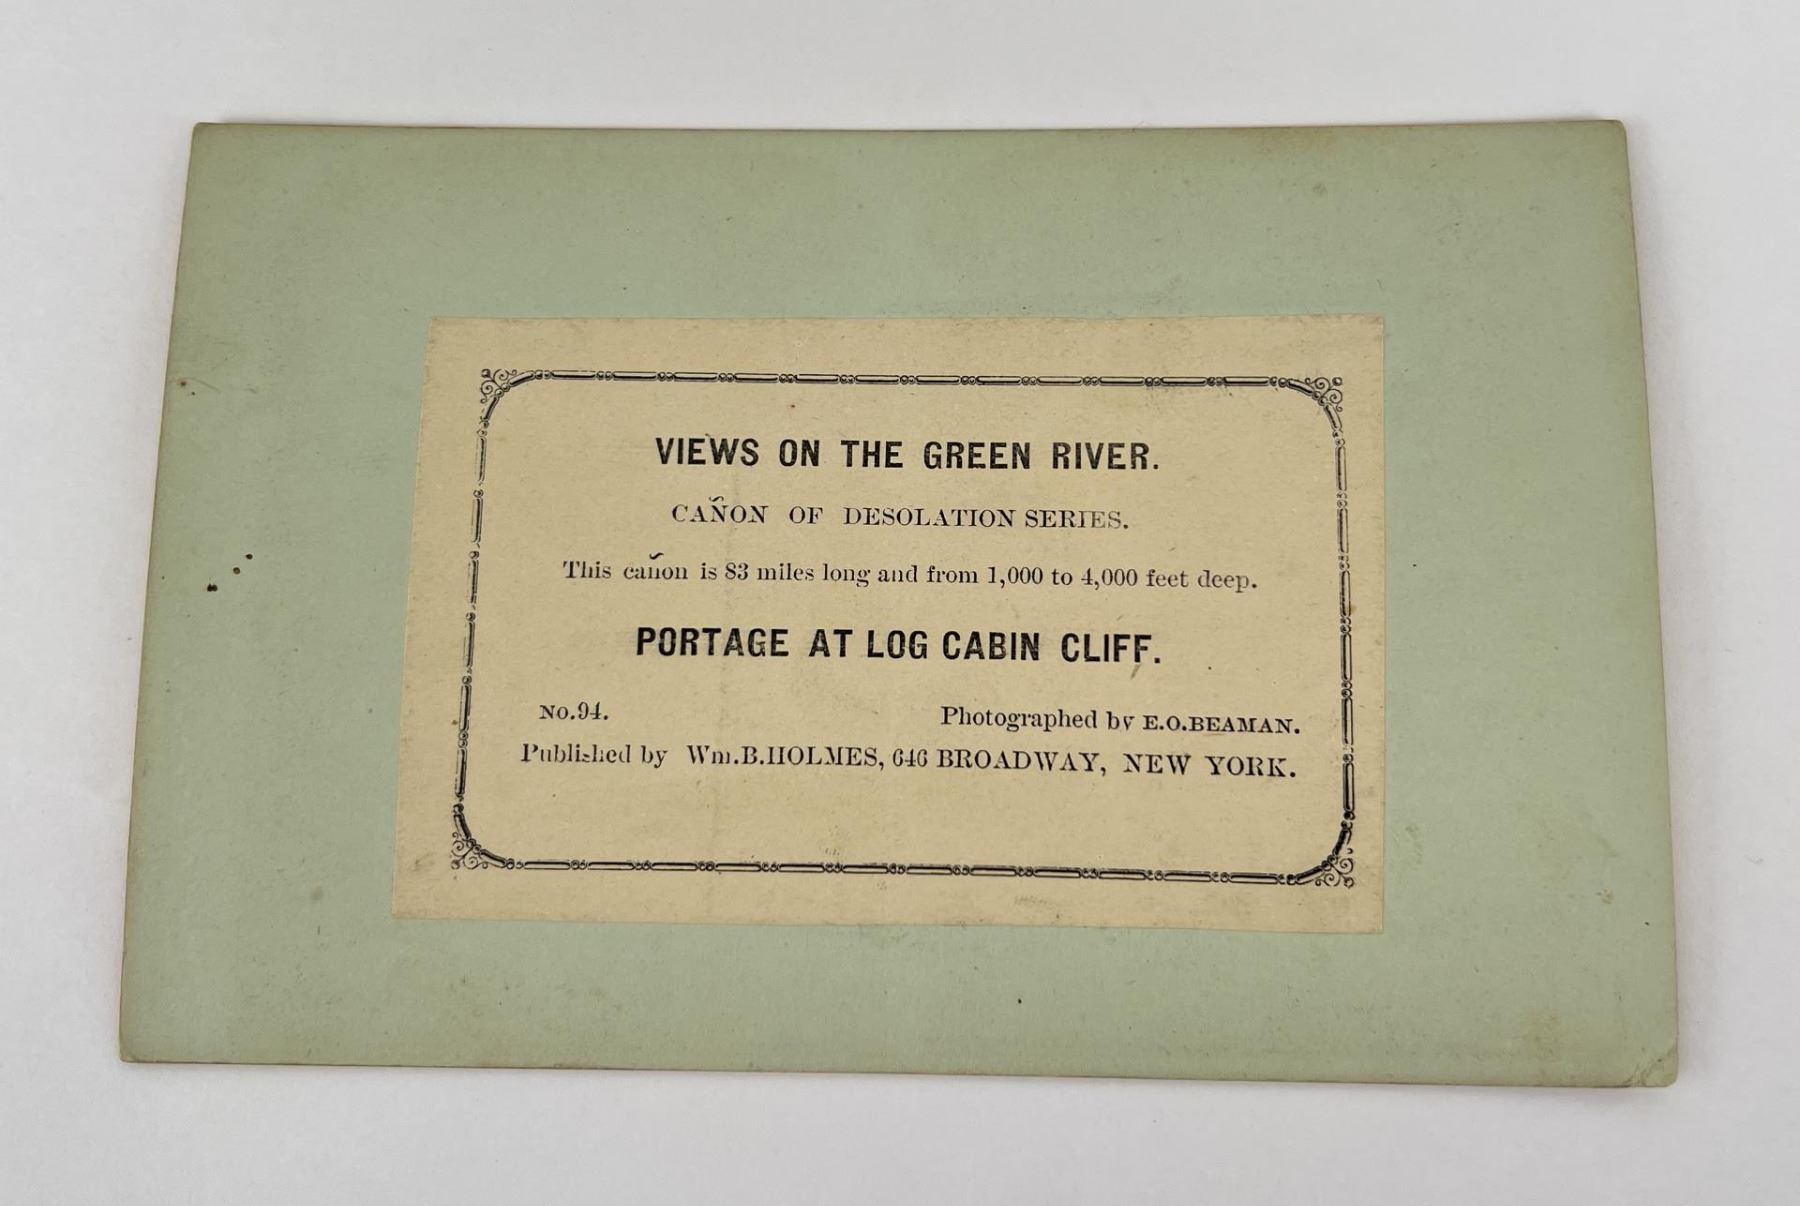 VIEWS ON THE GREEN RIVER.
CAÑON OF DESOLATION SERIES.
This cañon is 83 miles long and from 1,000 to 4,000 feet deep.
PORTAGE AT LOG CABIN CLIFF.
No.94. Photographed by E.O.BEAMAN.
Published by Wm.B.HOLMES, 646 BROADWAY, NEW YORK.